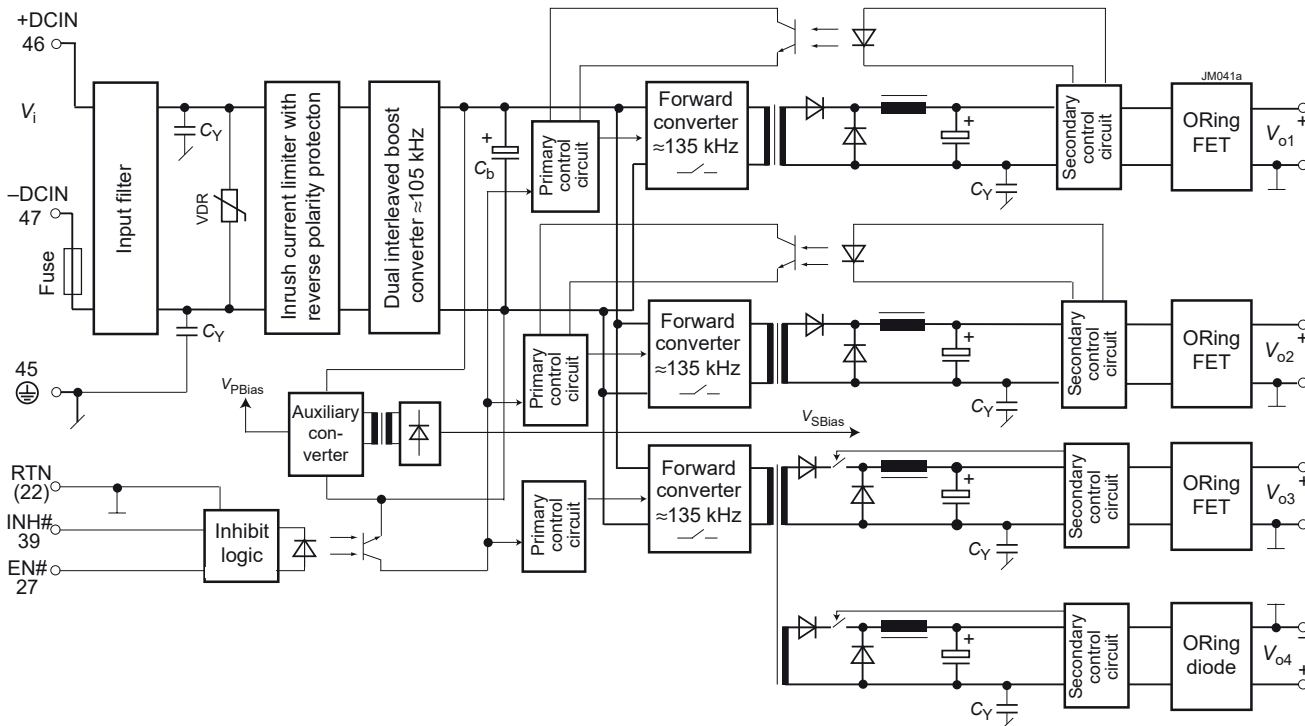 +DCIN
46
Vi
–DCIN
47
Fuse
45
Input filter
CY
VDR
CY
Inrush current limiter with
reverse polarity protecton
Dual interleaved boost
converter ≈105 kHz
+
Cb
Primary
control
circuit
Forward
converter
≈135 kHz
+
CY
Secondary
control
circuit
JM041a
ORing
FET
+
Vo1
–
Primary
control
circuit
Forward
converter
≈135 kHz
+
CY
Secondary
control
circuit
ORing
FET
+
Vo2
–
VPBias
Auxiliary
con-
verter
VSBias
RTN
(22)
INH#
39
EN#
27
Inhibit
logic
Primary
control
circuit
Forward
converter
≈135 kHz
+
CY
Secondary
control
circuit
ORing
FET
+
Vo3
–
+
CY
Secondary
control
circuit
ORing
diode
–
Vo4
+